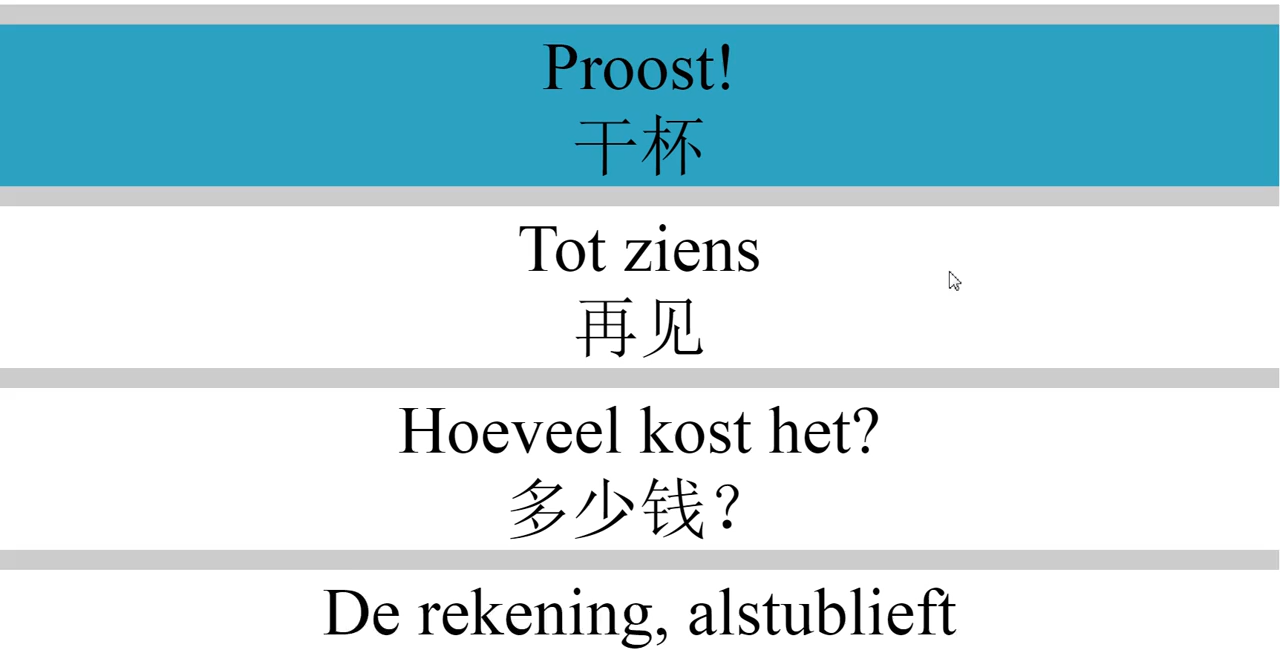 Proost!
干杯
Tot ziens
再见
Hoeveel kost het?
多少钱？
De rekening, alstublieft